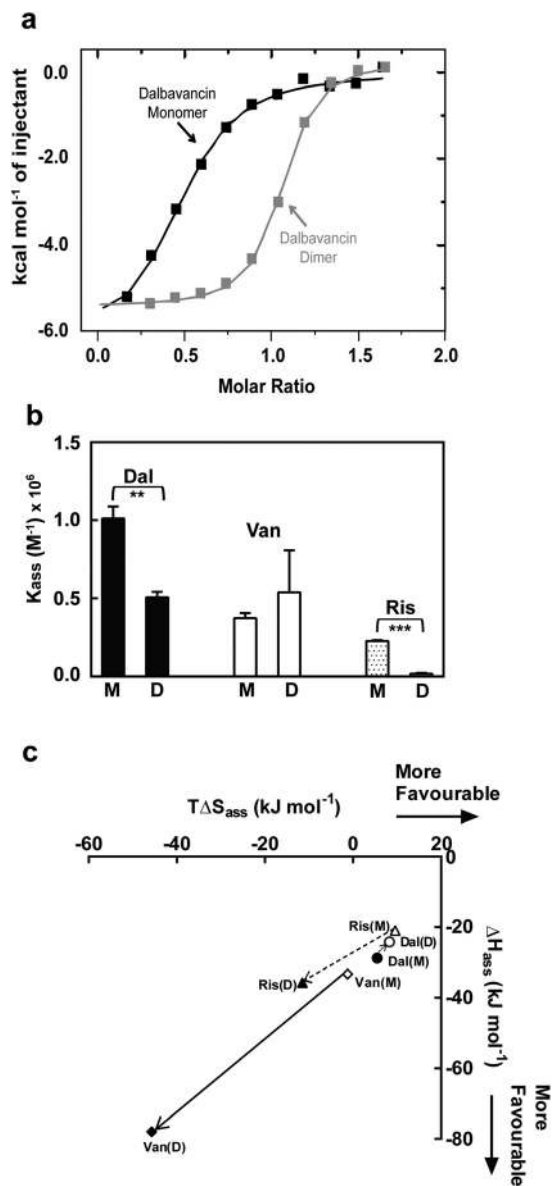 a
0.0
-2.0
-4.0
-6.0
kcal mol⁻¹ of injectant
Dalbavancin
Monomer
Dalbavancin
Dimer
0.0 0.5 1.0 1.5 2.0
Molar Ratio
b
1.5
1.0
0.5
0.0
Kass (M⁻¹) x 10⁶
Dal
**
Van
Ris
***
M D M D M D
c
More
Favourable
TΔSass (kJ mol⁻¹)
-60 -40 -20 0 20
0
-20
-40
-60
-80
ΔHass (kJ mol⁻¹)
Ris(M)
Dal(D)
Dal(M)
Ris(D)
Van(M)
Van(D)
More
Favourable